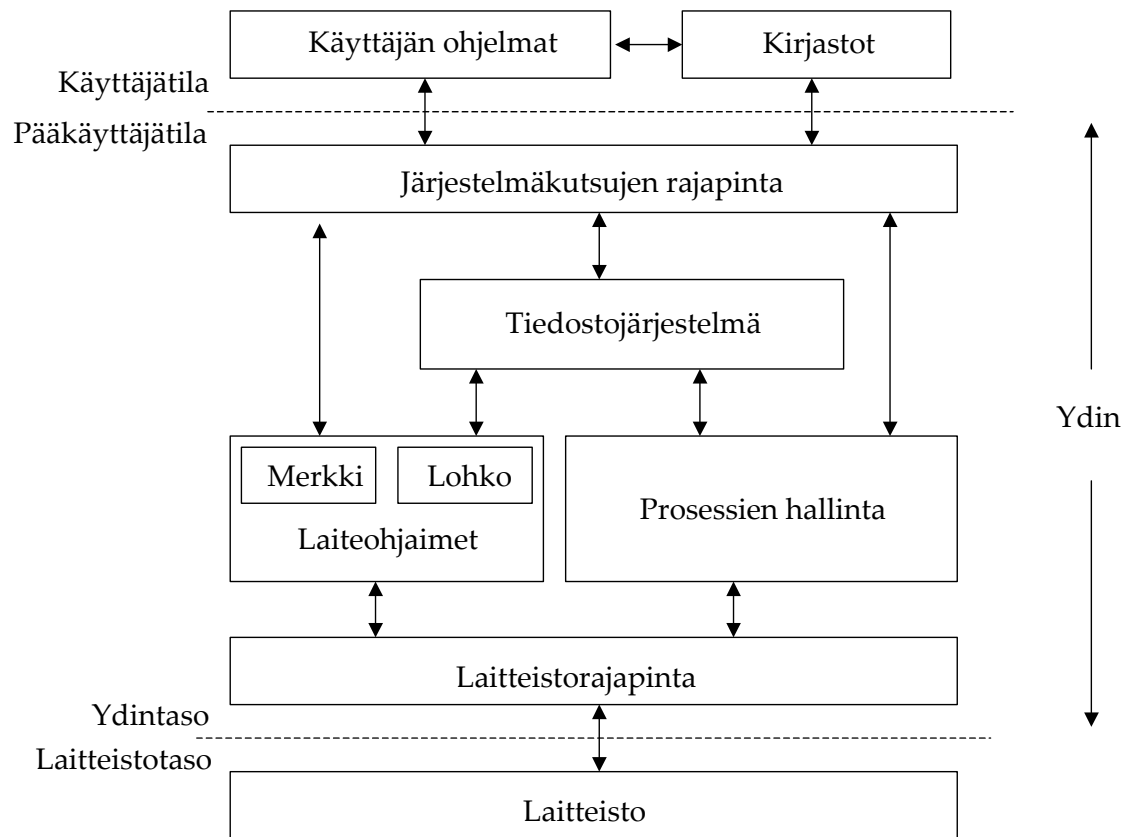 Käyttäjän ohjelmat
Kirjastot
Käyttäjätila
Pääkäyttäjätila
Järjestelmäkutsujen rajapinta
Tiedostojärjestelmä
Ydin
Merkki
Lohko
Laiteohjaimet
Prosessien hallinta
Laitteistorajapinta
Ydintaso
Laitteistotaso
Laitteisto